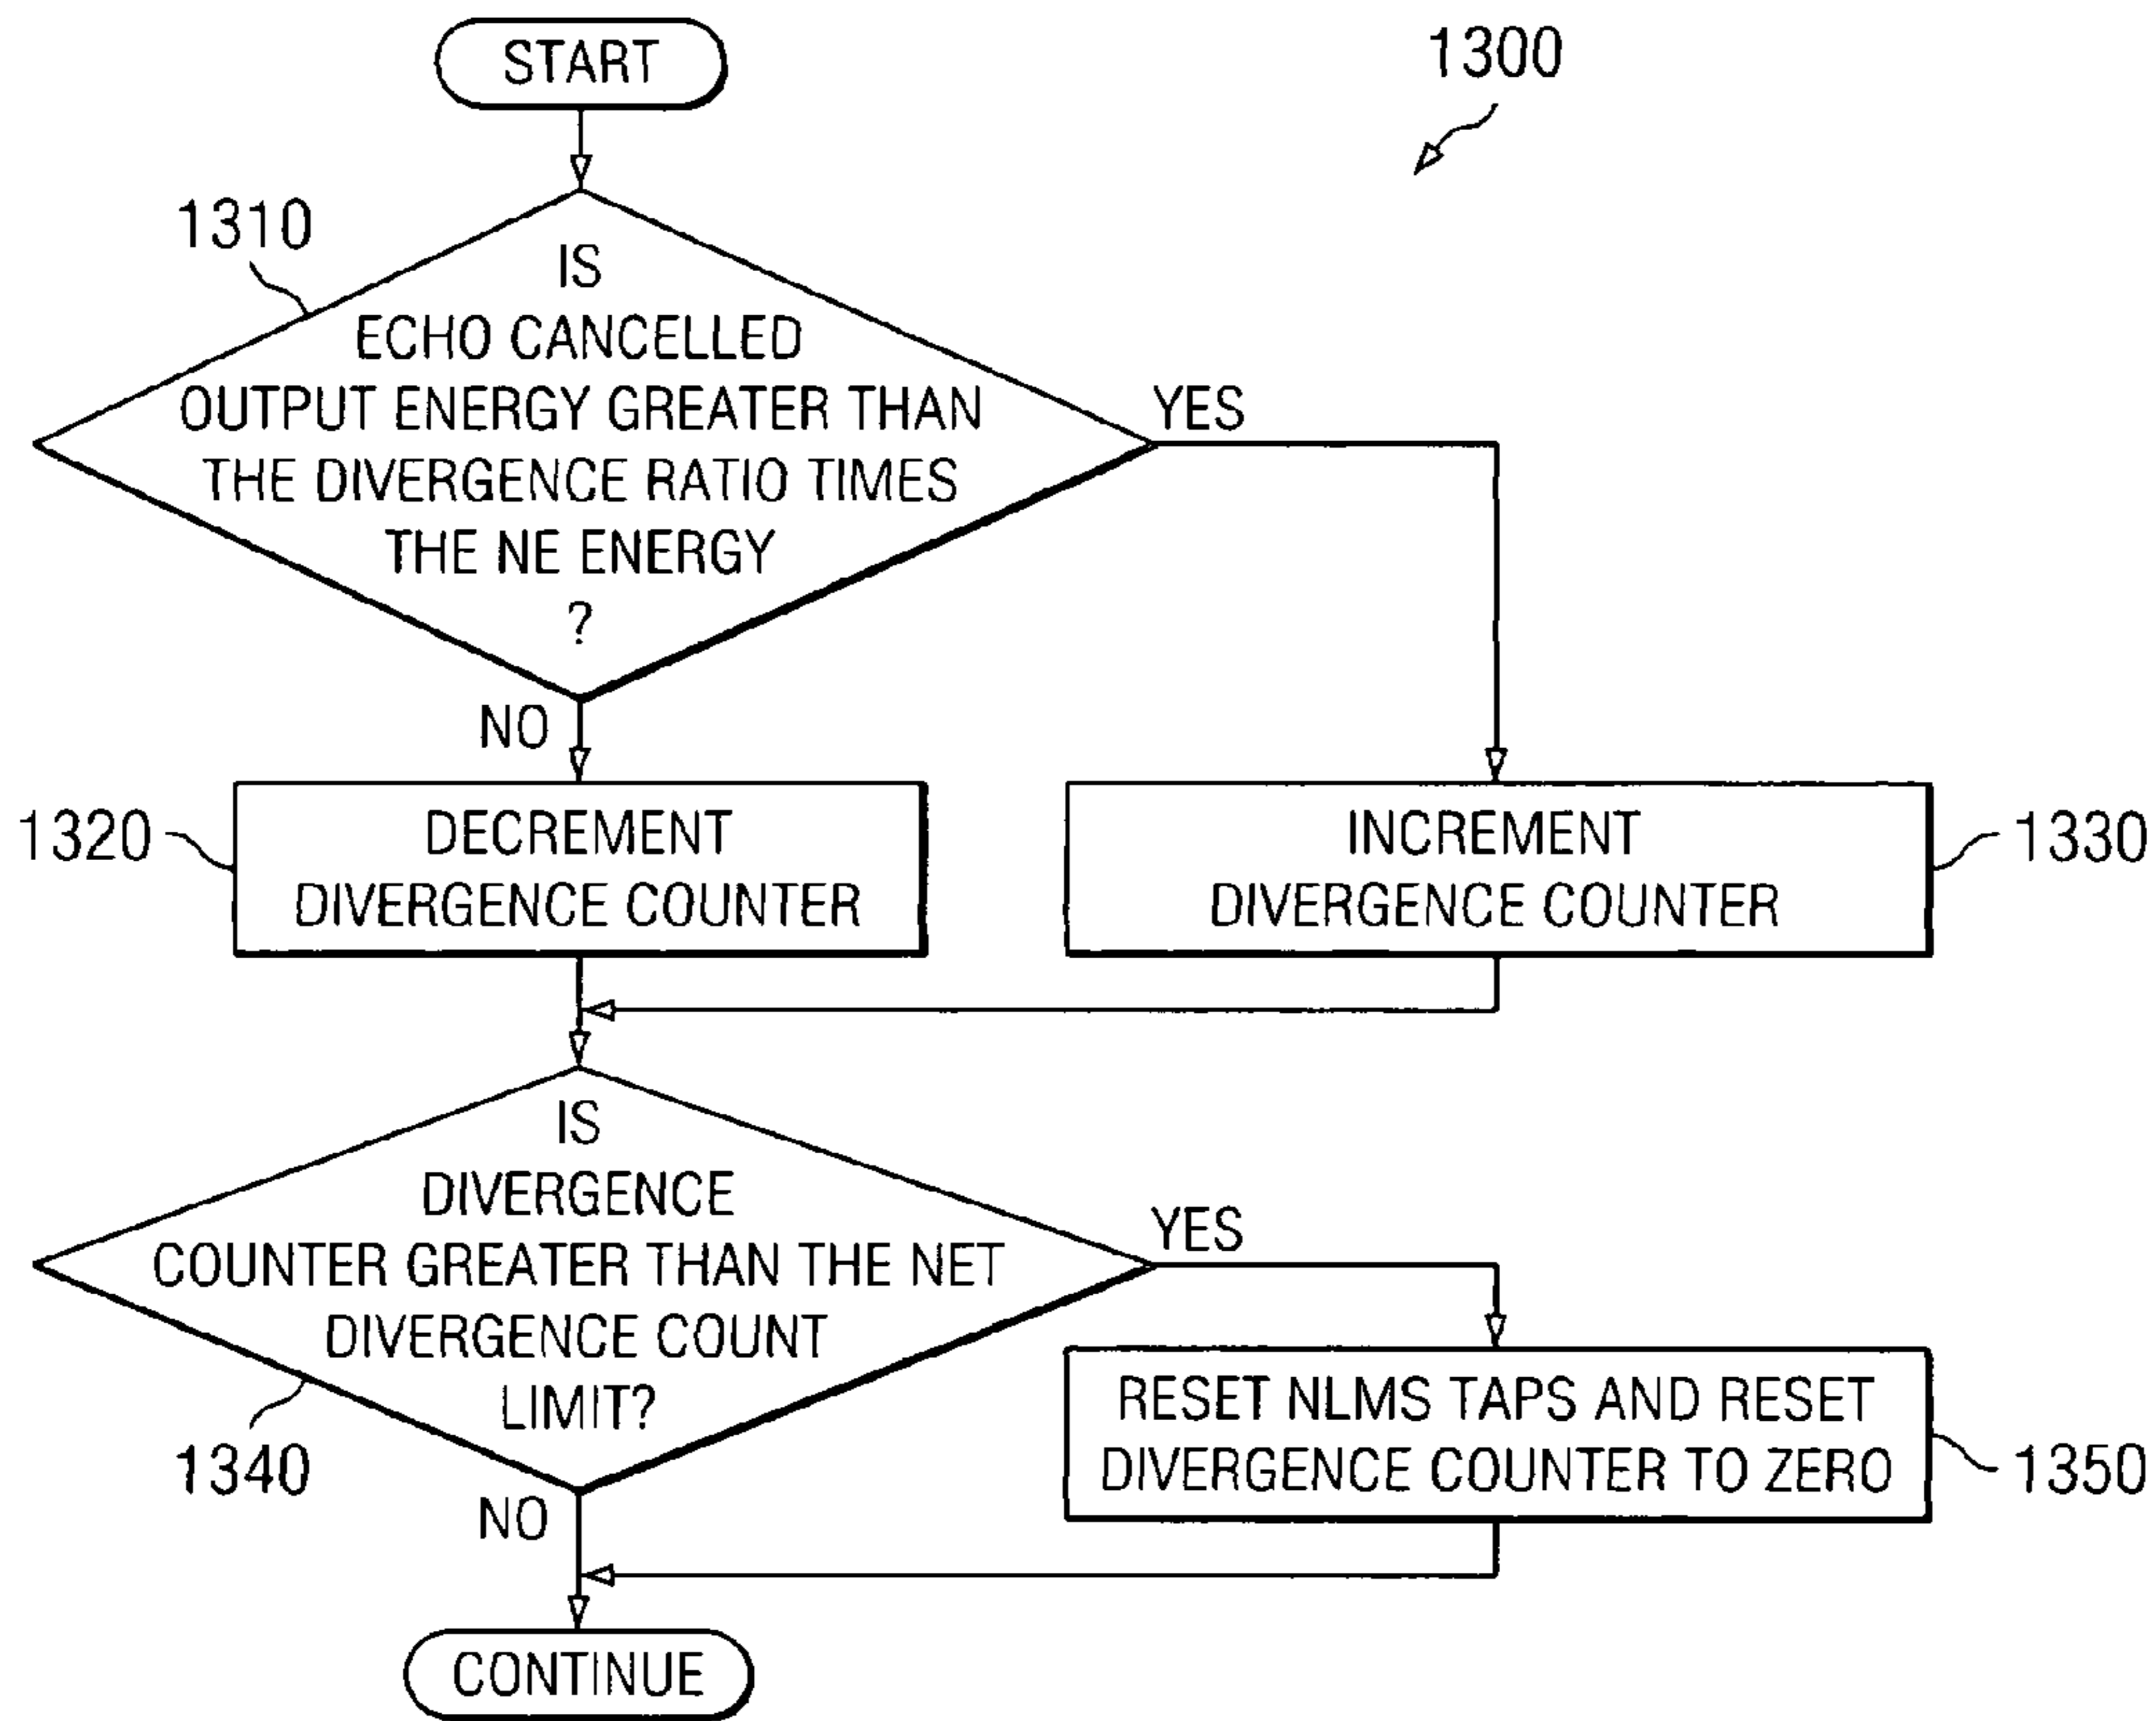 START
1300
1310
IS
ECHO CANCELLED
OUTPUT ENERGY GREATER THAN
THE DIVERGENCE RATIO TIMES
THE NE ENERGY
?
YES
NO
1320
DECREMENT
DIVERGENCE COUNTER
INCREMENT
DIVERGENCE COUNTER
1330
IS
DIVERGENCE
COUNTER GREATER THAN THE NET
DIVERGENCE COUNT
LIMIT?
YES
1340
NO
RESET NLMS TAPS AND RESET
DIVERGENCE COUNTER TO ZERO
1350
CONTINUE